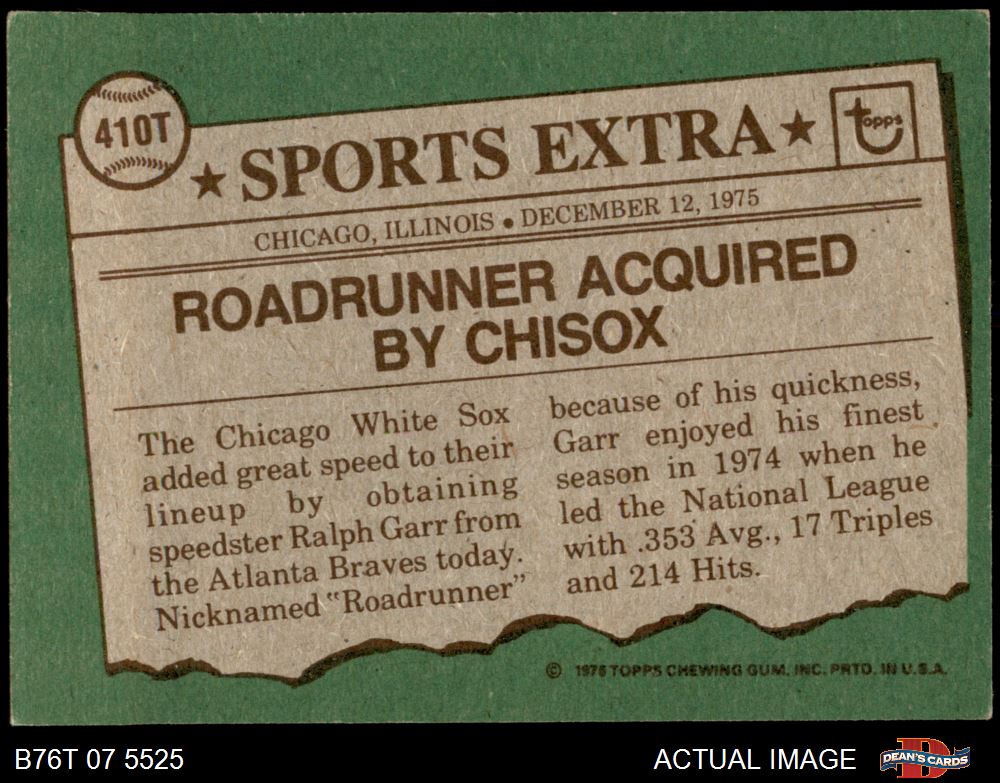 410T
★ SPORTS EXTRA ★
topps
CHICAGO, ILLINOIS • DECEMBER 12, 1975
ROADRUNNER ACQUIRED
BY CHISOX
The Chicago White Sox
added great speed to their
lineup by obtaining
speedster Ralph Garr from
the Atlanta Braves today.
Nicknamed "Roadrunner"
because of his quickness,
Garr enjoyed his finest
season in 1974 when he
led the National League
with .353 Avg., 17 Triples
and 214 Hits.
© 1976 TOPPS CHEWING GUM, INC. PRTD. IN U.S.A.
B76T 07 5525
ACTUAL IMAGE
DEAN'S CARDS